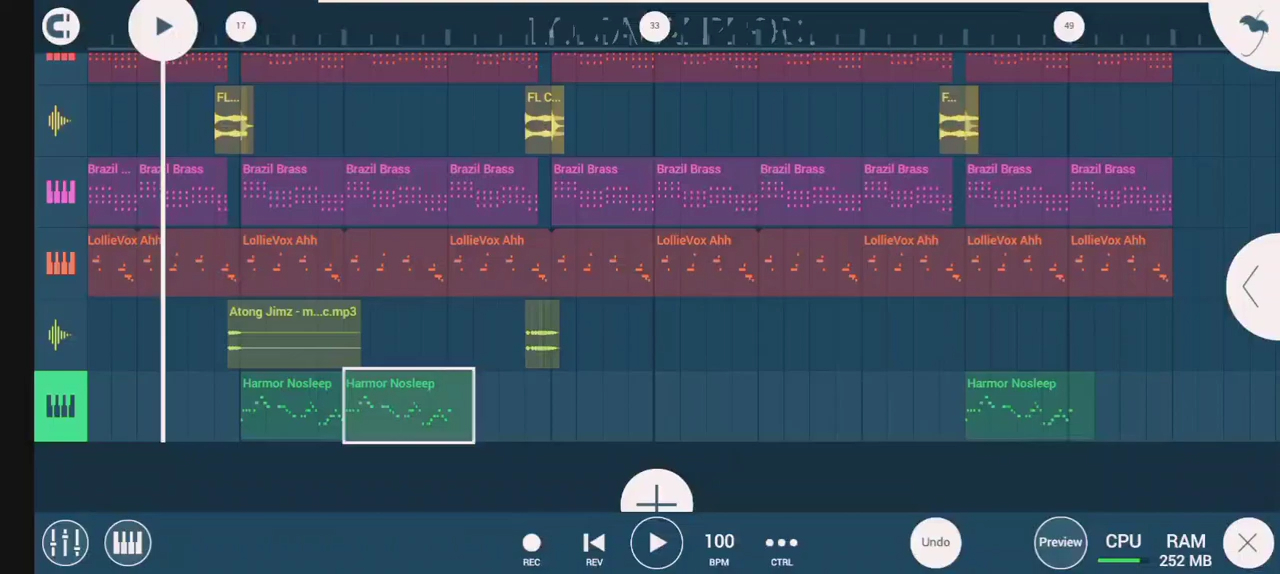 17 33 49
FL... FL C... F...
Brazil ... Brazil Brass Brazil Brass Brazil Brass Brazil Brass Brazil Brass Brazil Brass Brazil Brass Brazil Brass Brazil Brass Brazil Brass
LollieVox Ahh LollieVox Ahh LollieVox Ahh LollieVox Ahh LollieVox Ahh LollieVox Ahh LollieVox Ahh
Atong Jimz - m...c.mp3
Harmor Nosleep Harmor Nosleep Harmor Nosleep
REC REV 100 BPM CTRL Undo Preview CPU RAM 252 MB